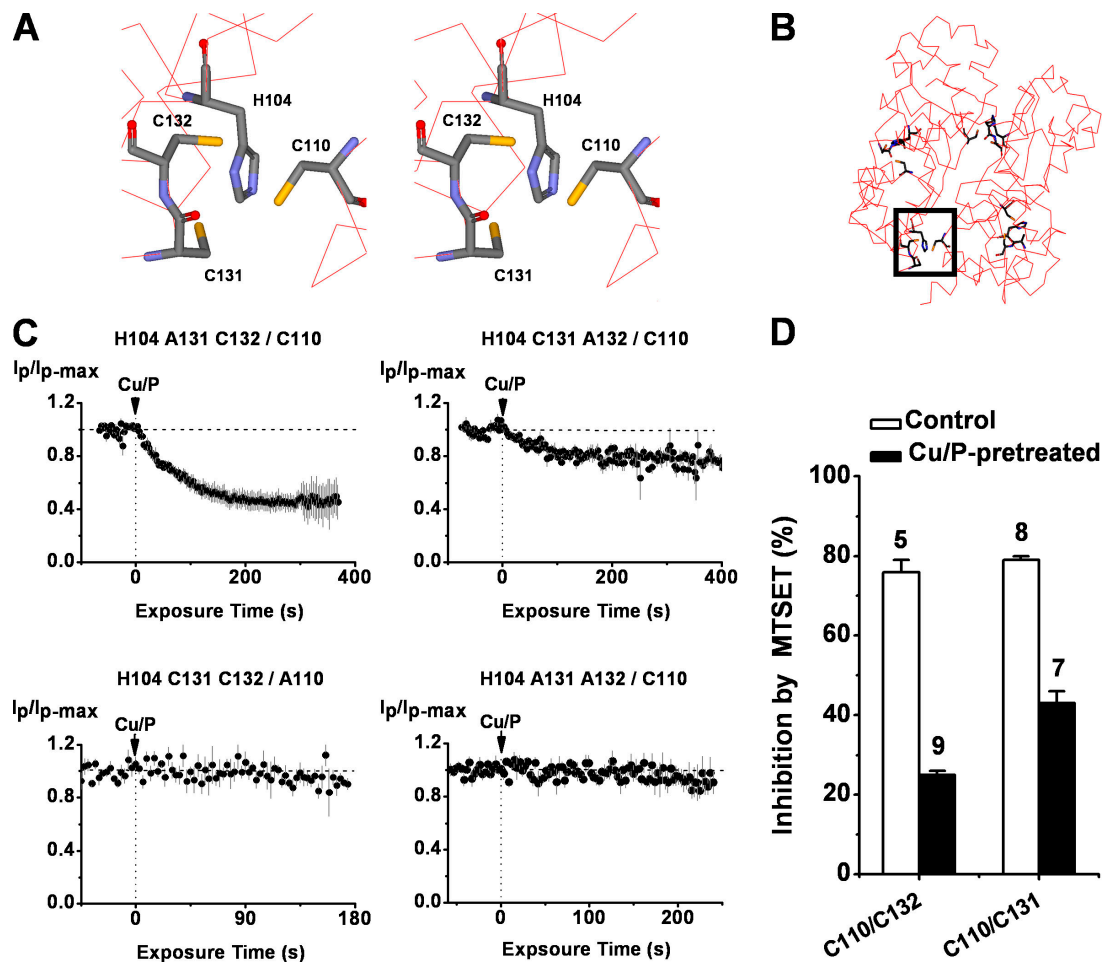 A
H104
C132
C110
C131
H104
C132
C110
C131
B
C
H104 A131 C132 / C110
Ip/Ip-max
Cu/P
1.2
0.8
0.4
0.0
0
200
400
Exposure Time (s)
H104 C131 A132 / C110
Ip/Ip-max
Cu/P
1.2
0.8
0.4
0.0
0
200
400
Exposure Time (s)
H104 C131 C132 / A110
Ip/Ip-max
Cu/P
1.2
0.8
0.4
0.0
0
90
180
Exposure Time (s)
H104 A131 A132 / C110
Ip/Ip-max
Cu/P
1.2
0.8
0.4
0.0
0
100
200
Exposure Time (s)
D
Control
Cu/P-pretreated
Inhibition by MTSET (%)
100
80
60
40
20
0
5
9
8
7
C110/C132
C110/C131